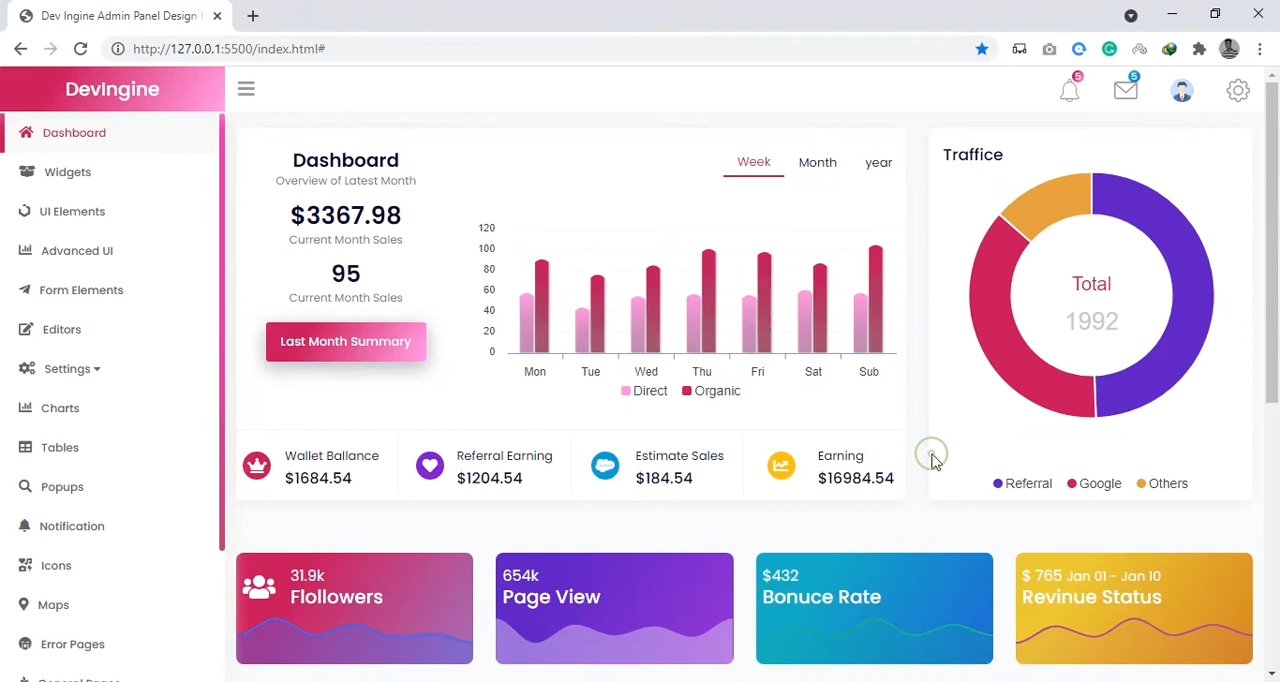 Dev Ingine Admin Panel Design
http://127.0.0.1:5500/index.html#
DevIngine
5
5
Dashboard
Widgets
UI Elements
Advanced UI
Form Elements
Editors
Settings
Charts
Tables
Popups
Notification
Icons
Maps
Error Pages
Dashboard
Overview of Latest Month
$3367.98
Current Month Sales
95
Current Month Sales
Last Month Summary
Week Month year
120
100
80
60
40
20
0
Mon Tue Wed Thu Fri Sat Sub
Direct Organic
Wallet Ballance
$1684.54
Referral Earning
$1204.54
Estimate Sales
$184.54
Earning
$16984.54
Traffice
Total
1992
Referral Google Others
31.9k
Flollowers
654k
Page View
$432
Bonuce Rate
$ 765 Jan 01 - Jan 10
Revinue Status